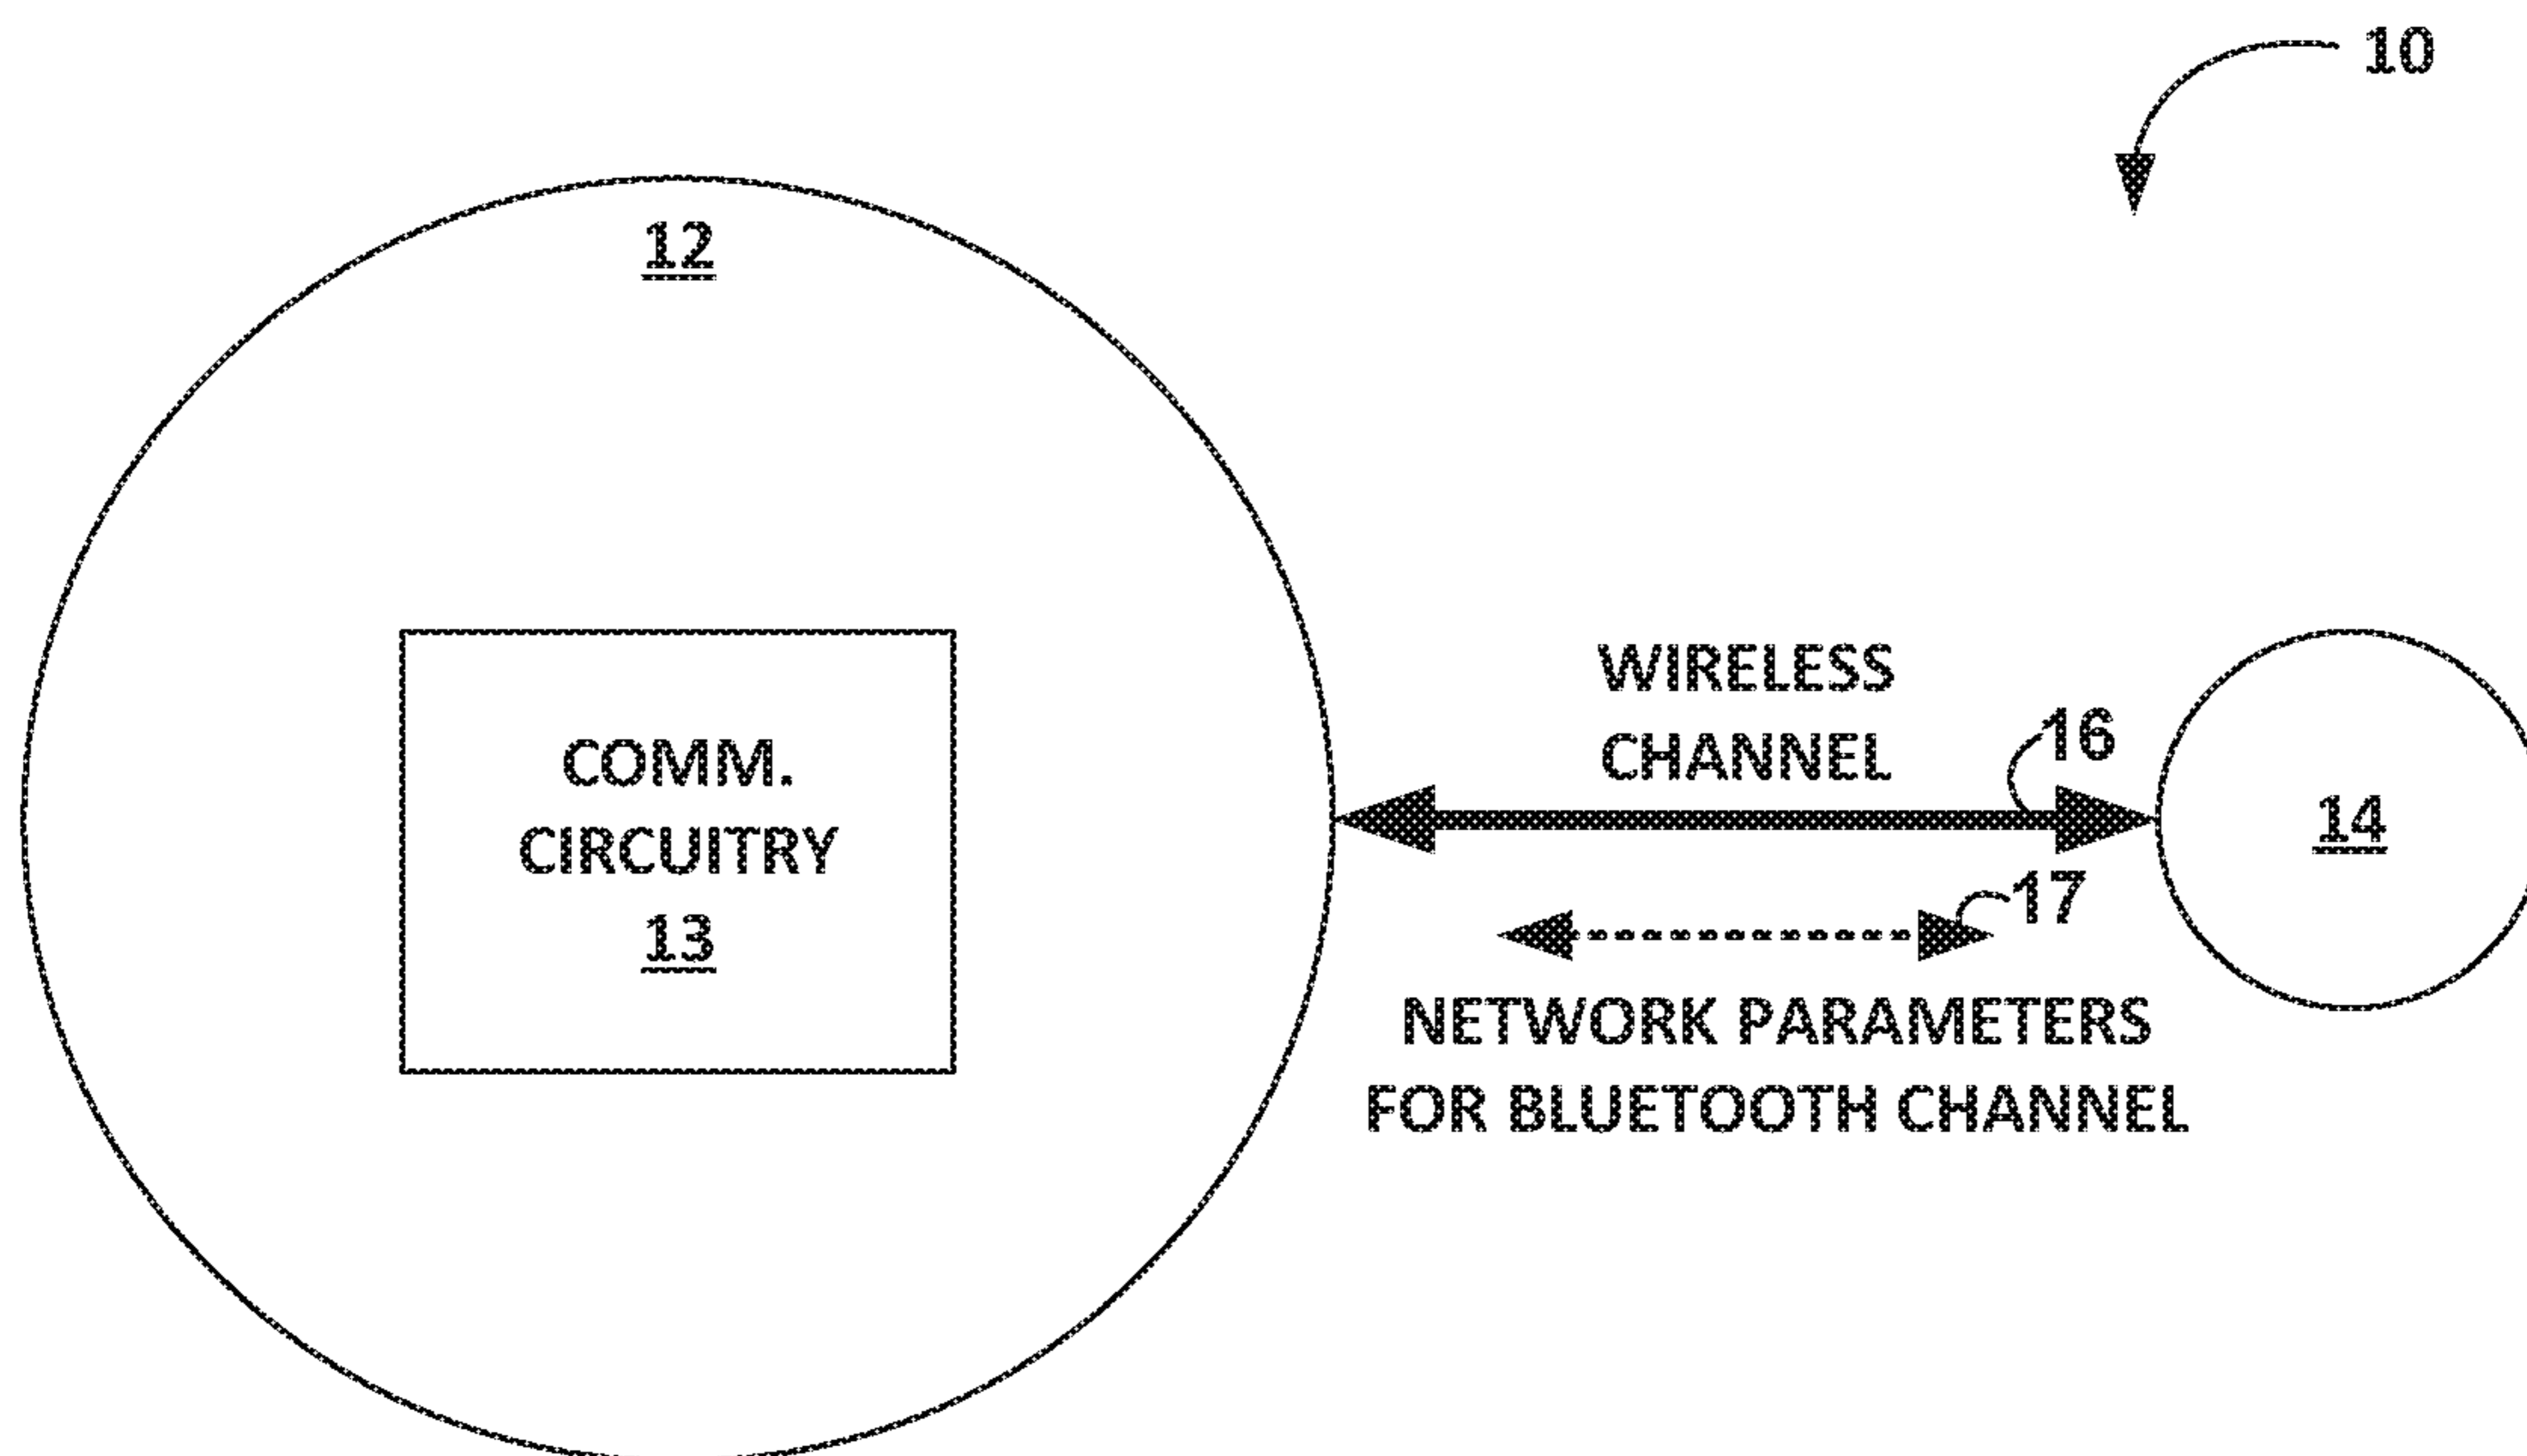 10
12
COMM.
CIRCUITRY
13
WIRELESS
CHANNEL
16
14
17
NETWORK PARAMETERS
FOR BLUETOOTH CHANNEL